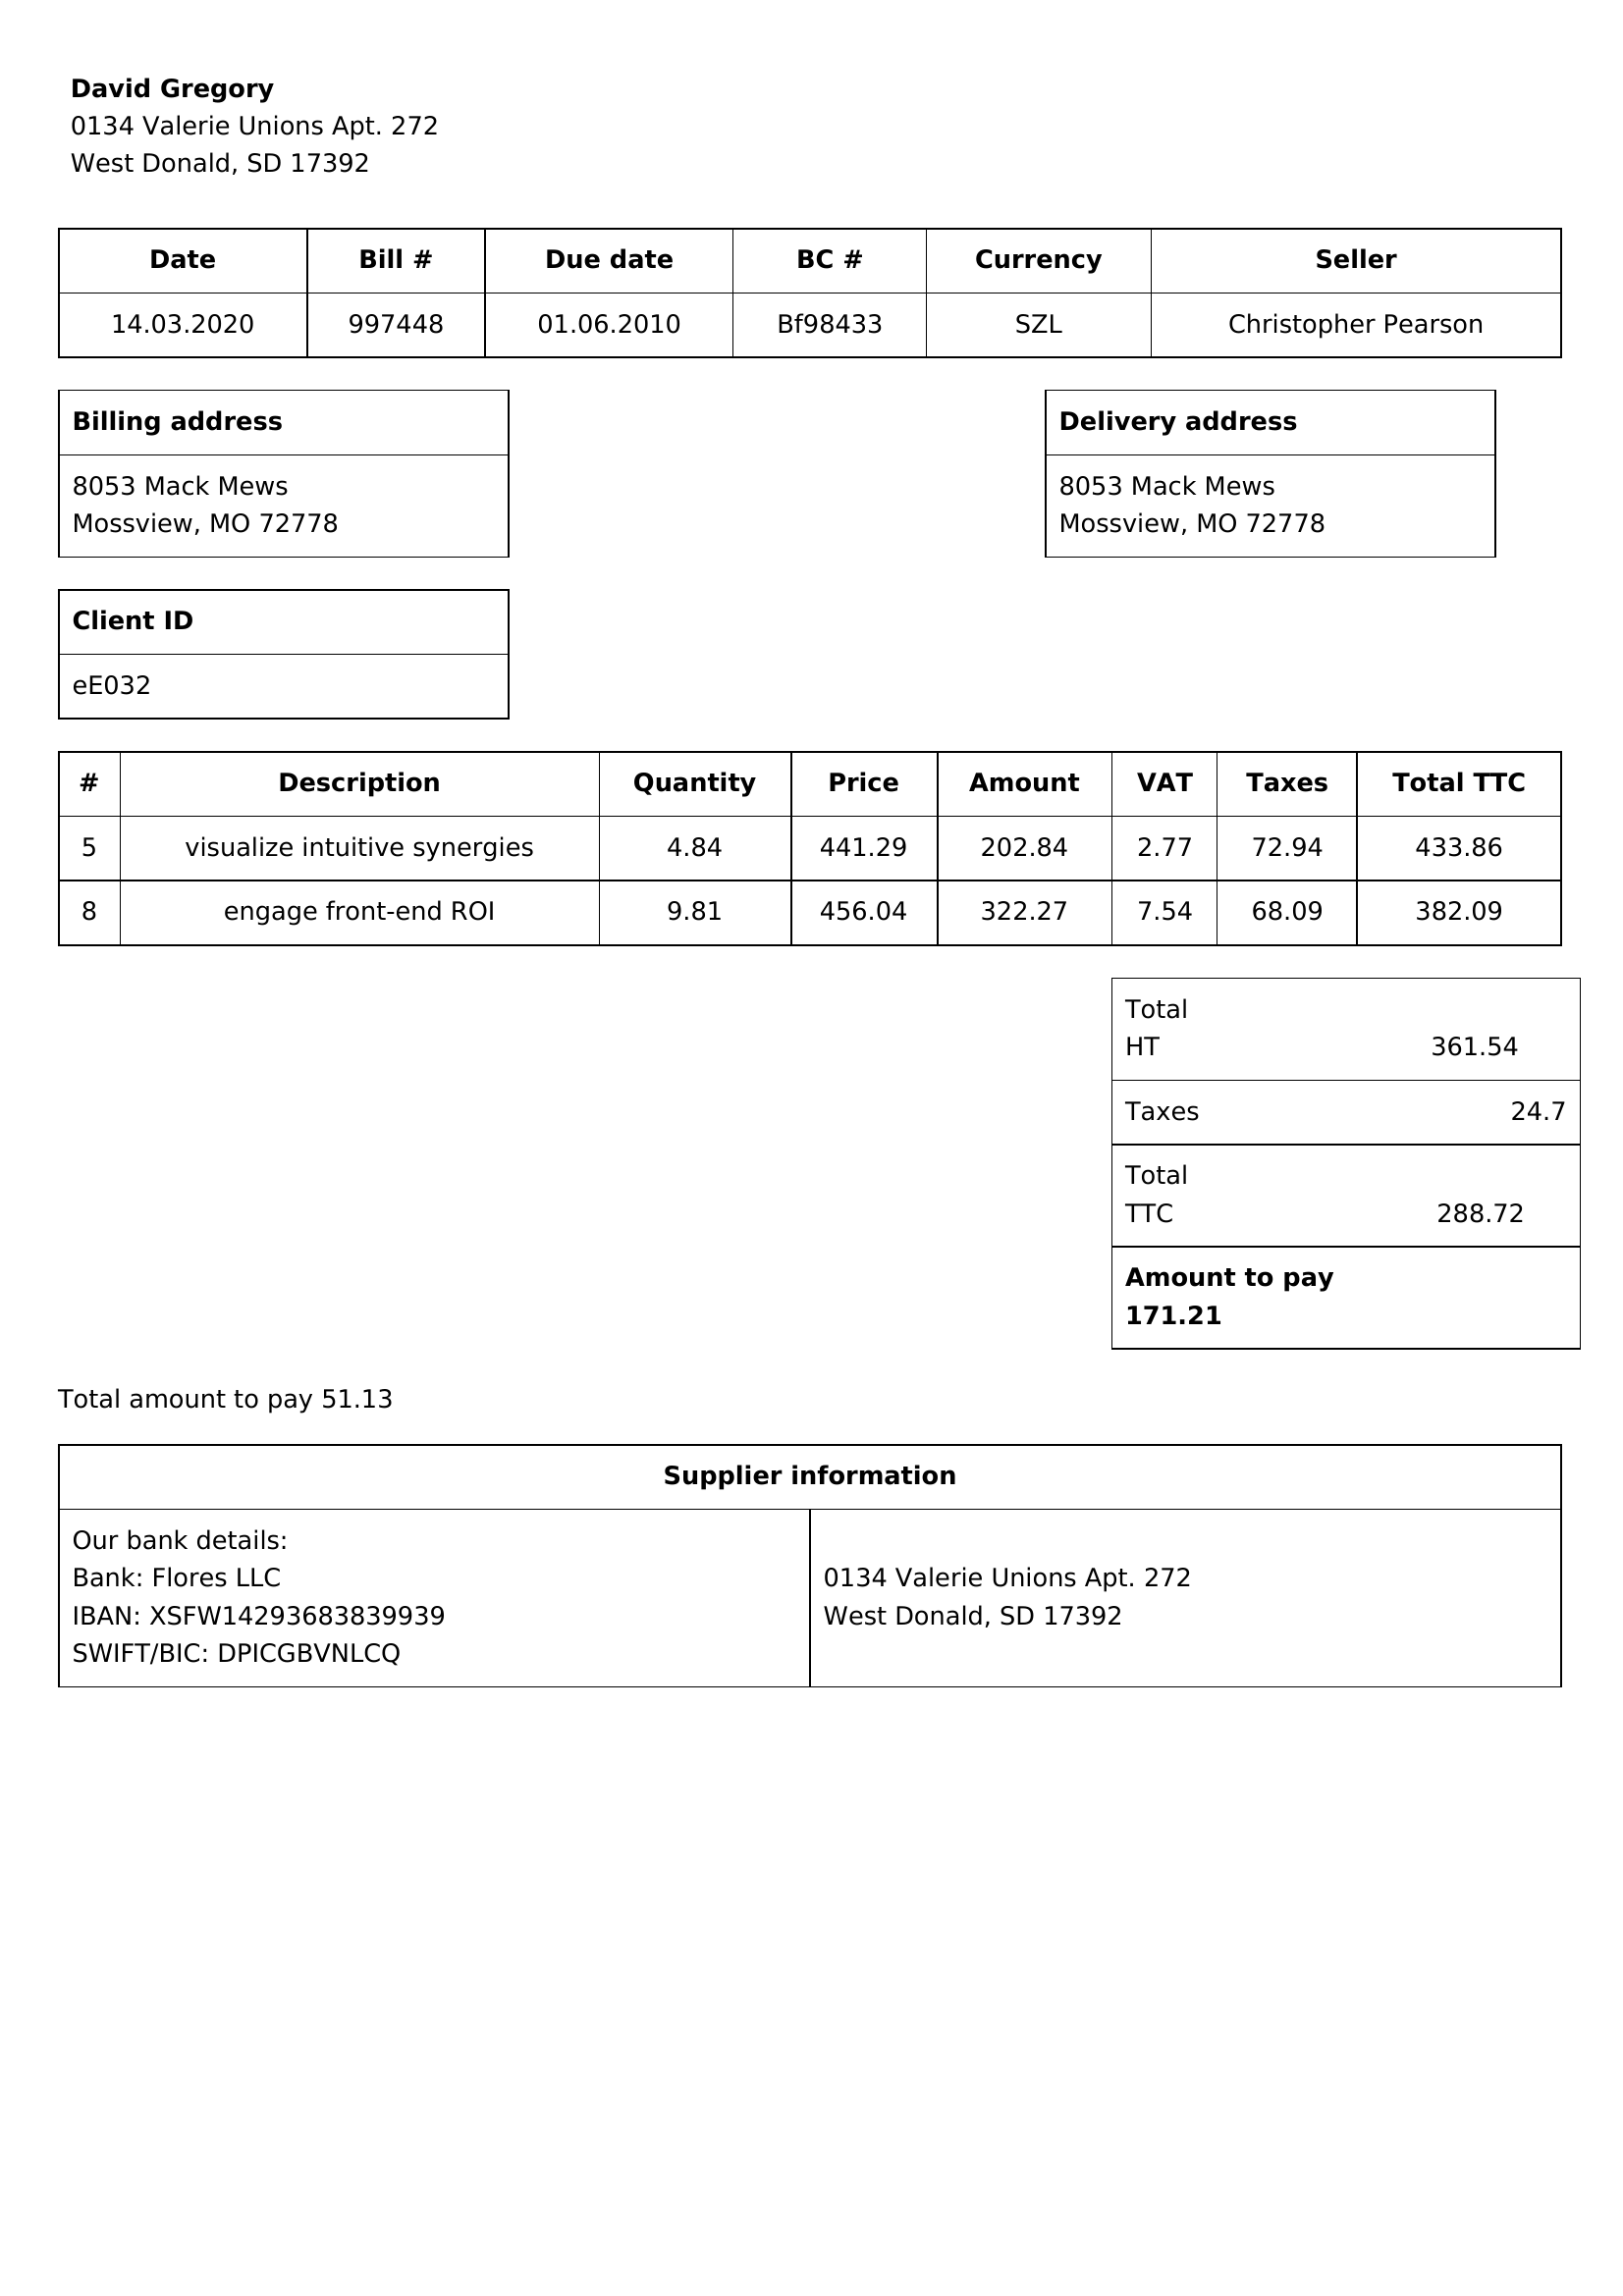 David Gregory
0134 Valerie Unions Apt. 272
West Donald, SD 17392
Date Bill # Due date BC # Currency Seller
14.03.2020 997448 01.06.2010 Bf98433 SZL Christopher Pearson
Billing address
8053 Mack Mews
Mossview, MO 72778
Delivery address
8053 Mack Mews
Mossview, MO 72778
Client ID
eE032
# Description Quantity Price Amount VAT Taxes Total TTC
5 visualize intuitive synergies 4.84 441.29 202.84 2.77 72.94 433.86
8 engage front-end ROI 9.81 456.04 322.27 7.54 68.09 382.09
Total
HT 361.54
Taxes 24.7
Total
TTC 288.72
Amount to pay
171.21
Total amount to pay 51.13
Supplier information
Our bank details:
Bank: Flores LLC
IBAN: XSFW14293683839939
SWIFT/BIC: DPICGBVNLCQ
0134 Valerie Unions Apt. 272
West Donald, SD 17392